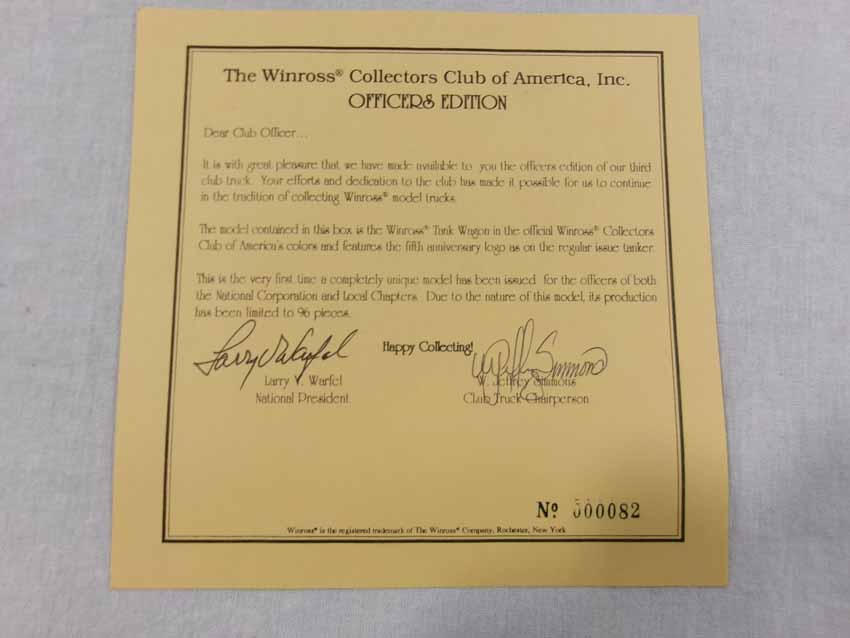 The Winross® Collectors Club of America, Inc.
OFFICERS EDITION
Dear Club Officer...
It is with great pleasure that we have made available to you the officers edition of our third
club truck. Your efforts and dedication to the club has made it possible for us to continue
in the tradition of collecting Winross® model trucks.
The model contained in this box is the Winross® Tank Wagon in the official Winross® Collectors
Club of America's colors and features the fifth anniversary logo as on the regular issue tanker.
This is the very first time a completely unique model has been issued for the officers of both
the National Corporation and Local Chapters. Due to the nature of this model, its production
has been limited to 96 pieces.
Larry V Warfel
Happy Collecting!
W Jeffrey Simmons
Larry V. Warfel
W. Jeffrey Simmons
National President
Club Truck Chairperson
Nº 000082
Winross® is the registered trademark of The Winross® Company, Rochester, New York